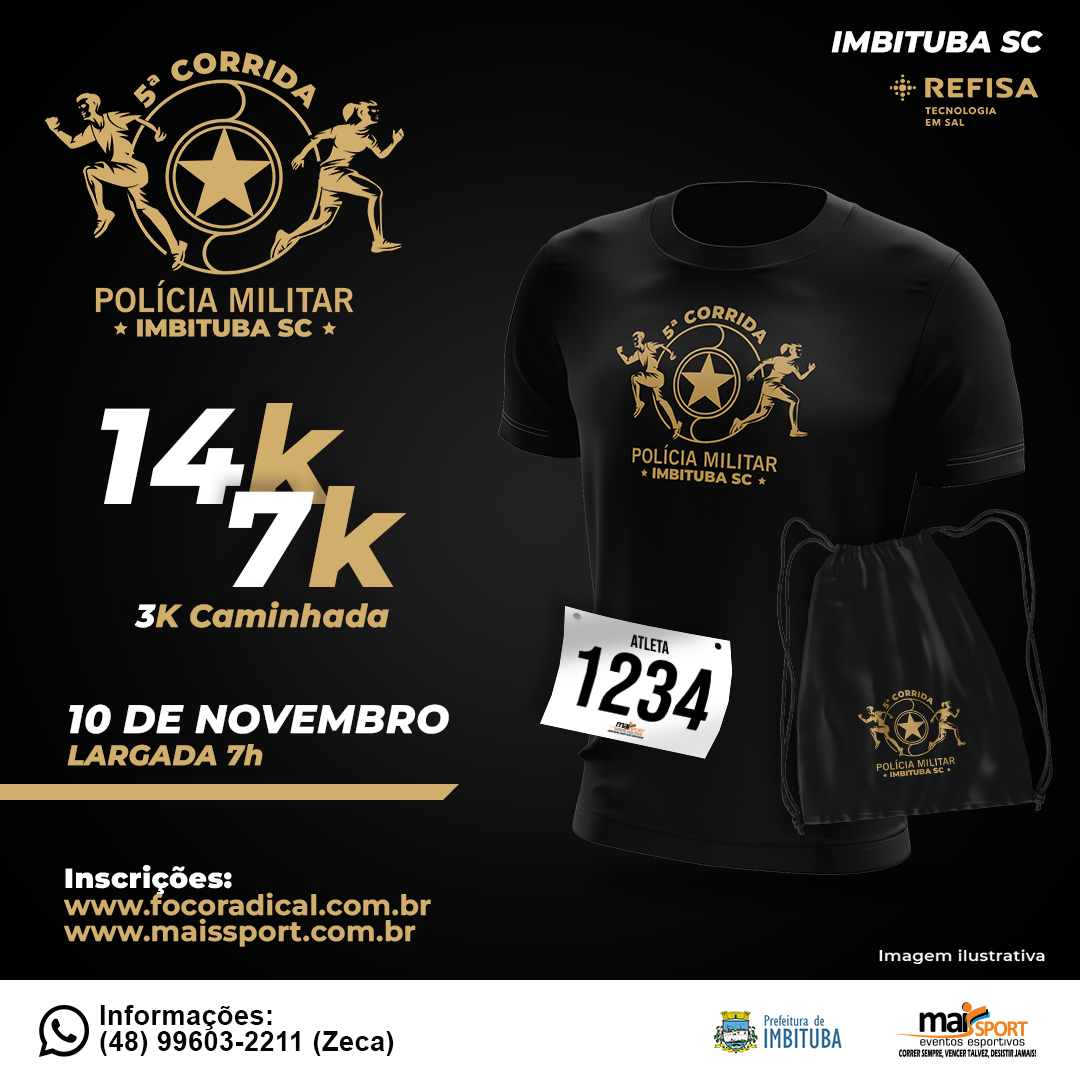 IMBITUBA SC
REFISA
TECNOLOGIA
EM SAL
5ª CORRIDA
POLÍCIA MILITAR
IMBITUBA SC
14k
7k
3K Caminhada
10 DE NOVEMBRO
LARGADA 7h
Inscrições:
www.focoradical.com.br
www.maissport.com.br
5ª CORRIDA
POLÍCIA MILITAR
IMBITUBA SC
ATLETA
1234
5ª CORRIDA
POLÍCIA MILITAR
IMBITUBA SC
Imagem ilustrativa
Informações:
(48) 99603-2211 (Zeca)
Prefeitura de
IMBITUBA
maisSPORT
eventos esportivos
CORRER SEMPRE, VENCER TALVEZ, DESISTIR JAMAIS!